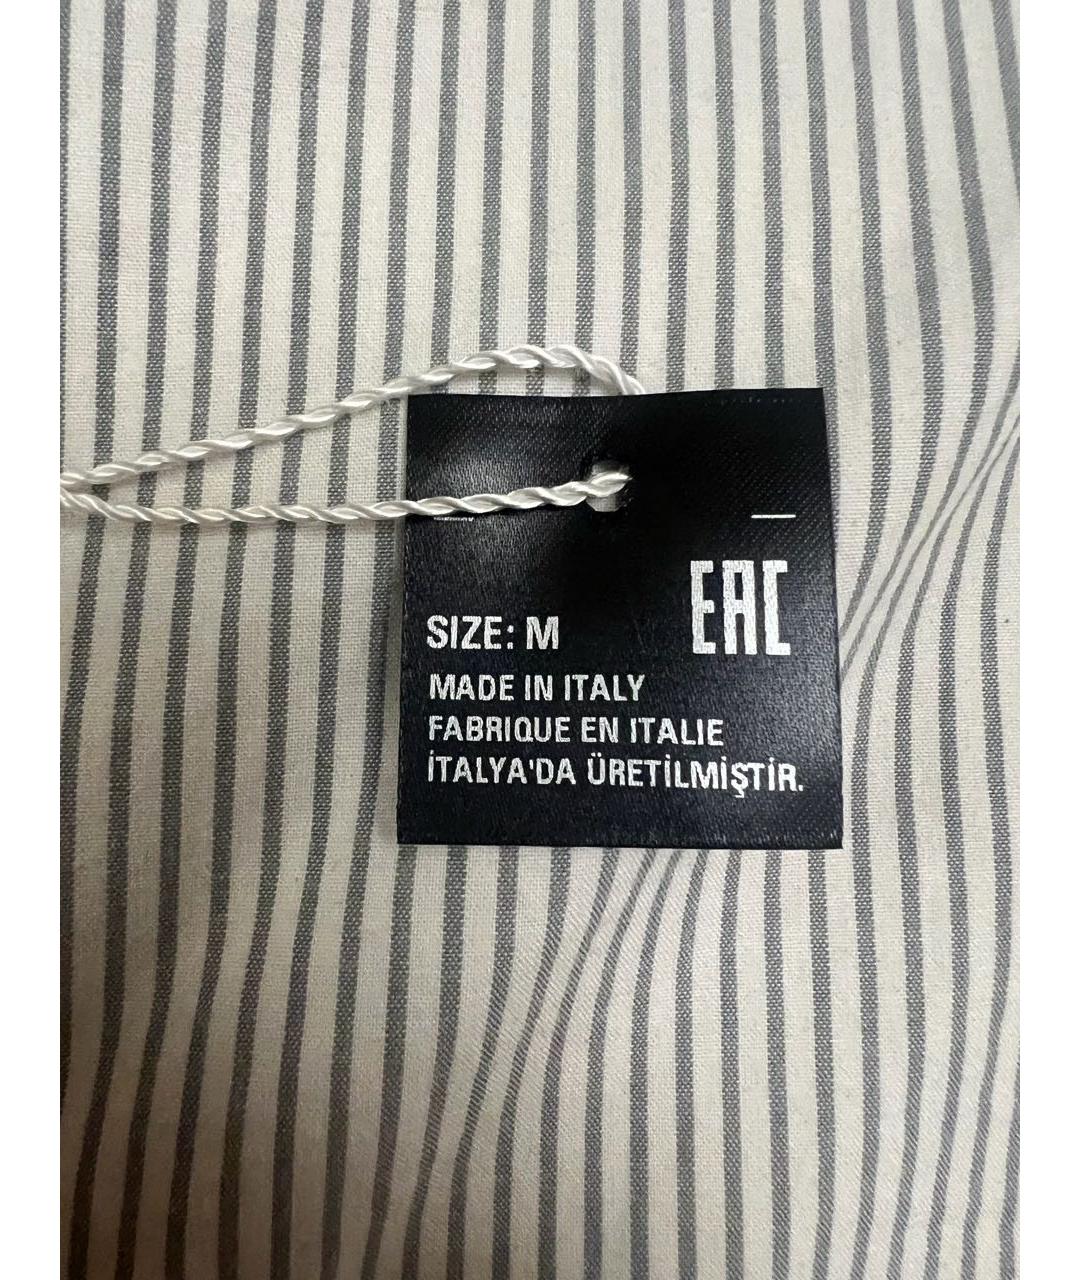 EAC
SIZE: M
MADE IN ITALY
FABRIQUE EN ITALIE
İTALYA'DA ÜRETİLMİŞTİR.